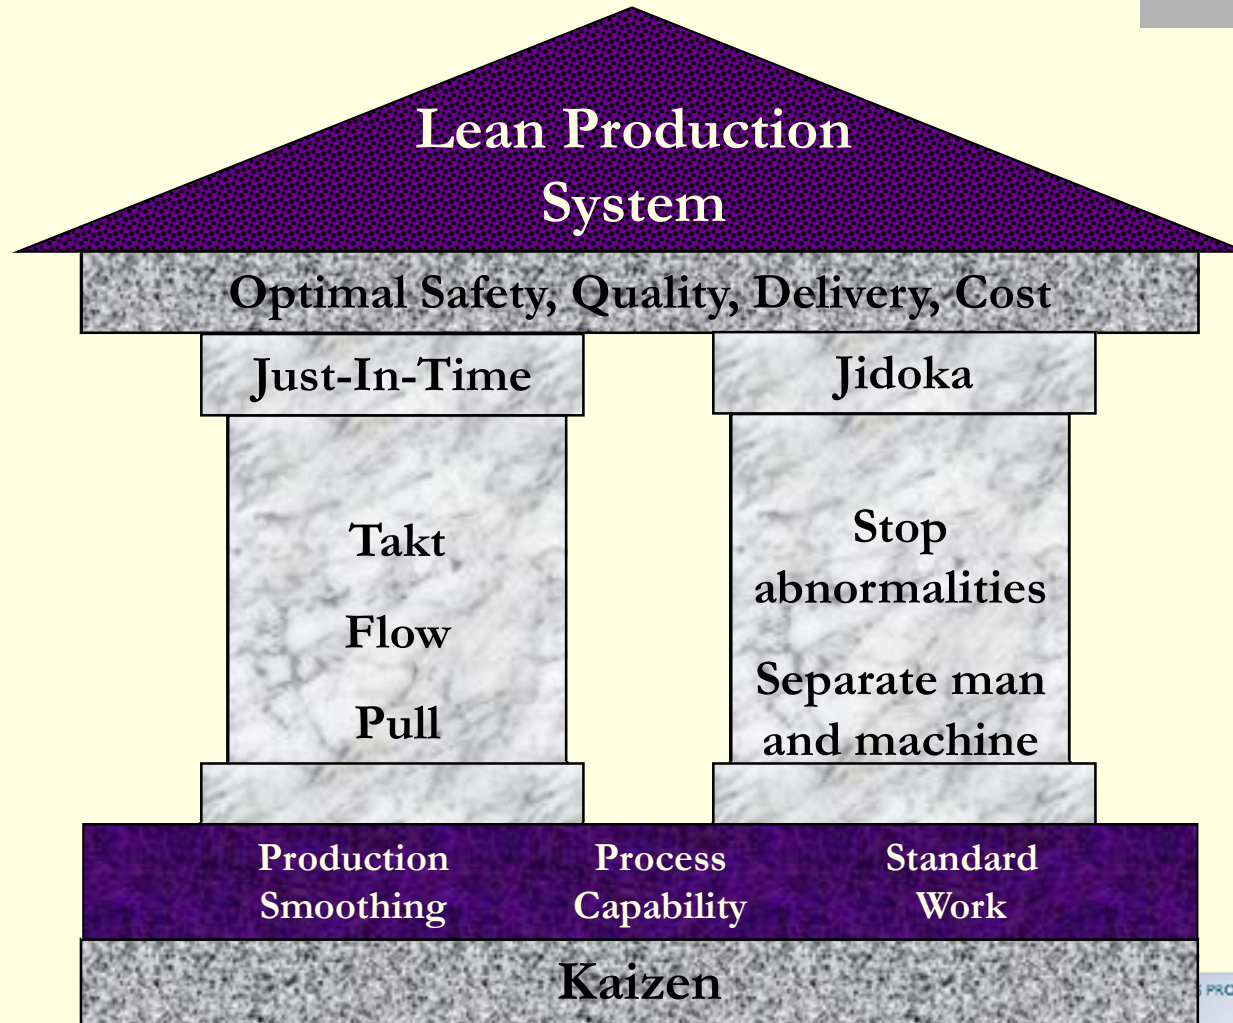 Lean Production
System
Optimal Safety, Quality, Delivery, Cost
Just-In-Time
Jidoka
Takt
Flow
Pull
Stop
abnormalities
Separate man
and machine
Production
Smoothing
Process
Capability
Standard
Work
Kaizen